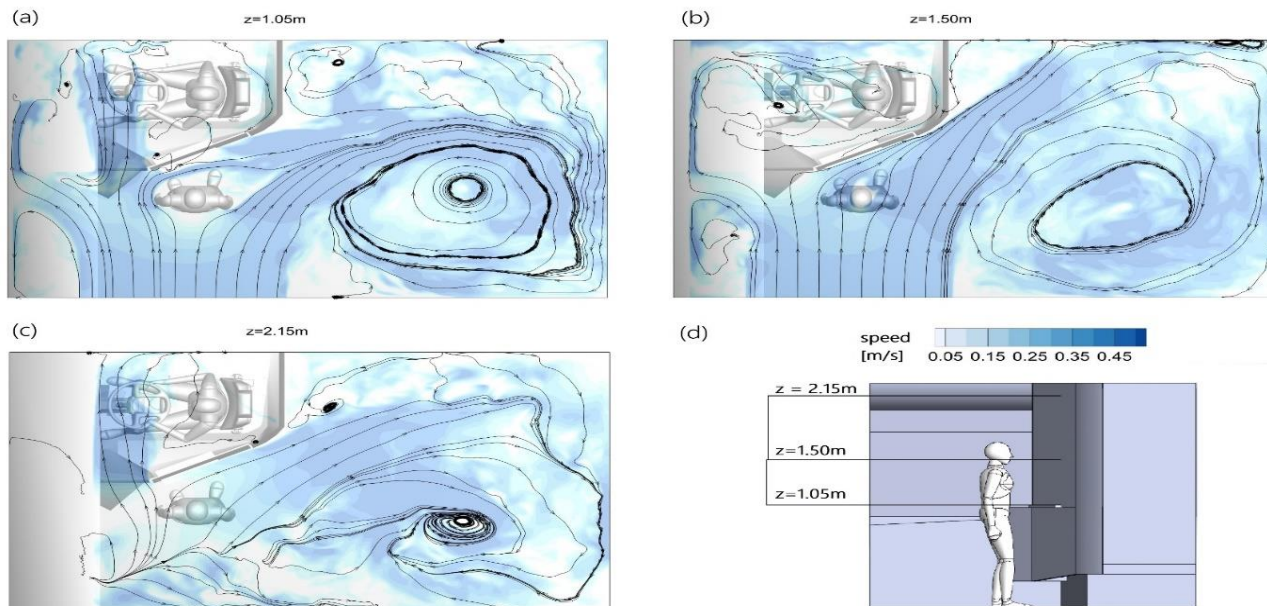 (a)
z=1.05m
(b)
z=1.50m
(c)
z=2.15m
(d)
speed
[m/s]
0.05 0.15 0.25 0.35 0.45
z = 2.15m
z=1.50m
z=1.05m